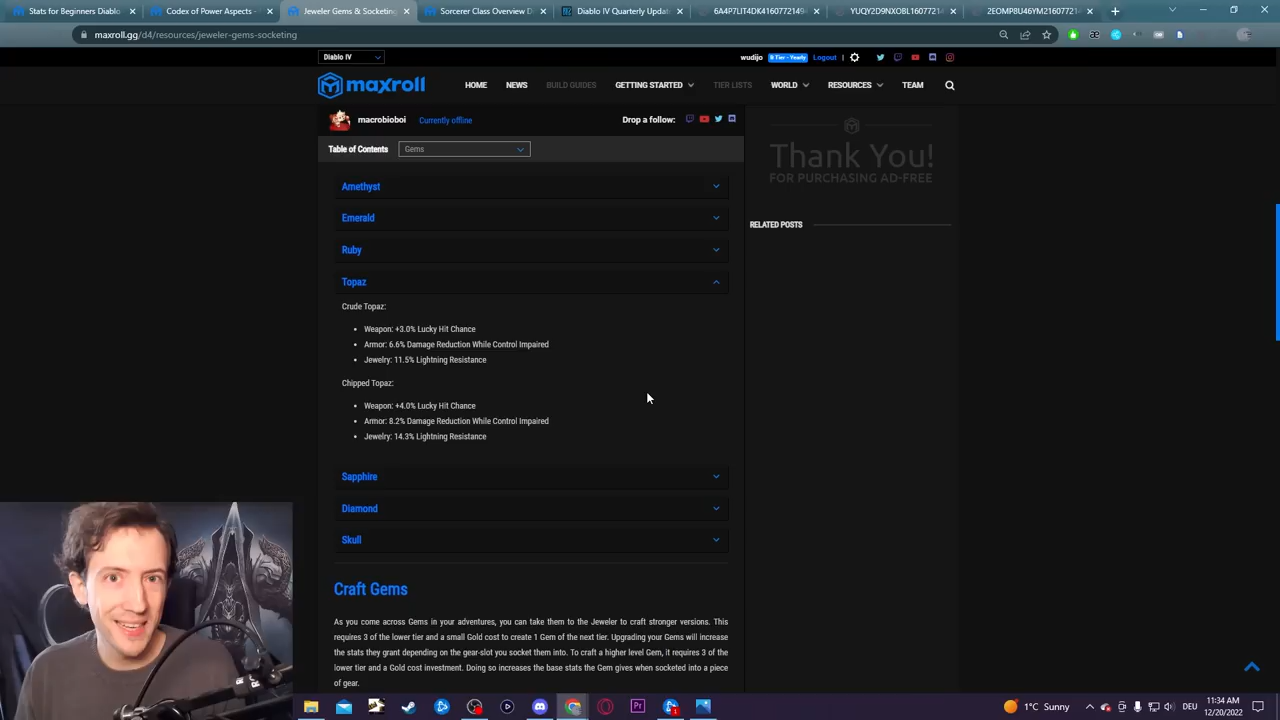 Stats for Beginners Diablo
Codex of Power Aspects -
Jeweler Gems & Socketing
Sorcerer Class Overview D
Diablo IV Quarterly Updat
6A4P7LIT4DK41607721149
YUQY2D9NXOBL16077214
2EOMP8U46YM216077214
maxroll.gg/d4/resources/jeweler-gems-socketing
Diablo IV
wudijo
B Tier - Yearly
Logout
maxroll
HOME
NEWS
BUILD GUIDES
GETTING STARTED
TIER LISTS
WORLD
RESOURCES
TEAM
macrobioboi
Currently offline
Drop a follow:
Table of Contents
Gems
Thank You!
FOR PURCHASING AD-FREE
RELATED POSTS
Amethyst
Emerald
Ruby
Topaz
Crude Topaz:
• Weapon: +3.0% Lucky Hit Chance
• Armor: 6.6% Damage Reduction While Control Impaired
• Jewelry: 11.5% Lightning Resistance
Chipped Topaz:
• Weapon: +4.0% Lucky Hit Chance
• Armor: 8.2% Damage Reduction While Control Impaired
• Jewelry: 14.3% Lightning Resistance
Sapphire
Diamond
Skull
Craft Gems
As you come across Gems in your adventures, you can take them to the Jeweler to craft stronger versions. This
requires 3 of the lower tier and a small Gold cost to create 1 Gem of the next tier. Upgrading your Gems will increase
the stats they grant depending on the gear-slot you socket them into. To craft a higher level Gem, it requires 3 of the
lower tier and a Gold cost investment. Doing so increases the base stats the Gem gives when socketed into a piece
of gear.
1°C Sunny
DEU
11:34 AM
12/20/2022